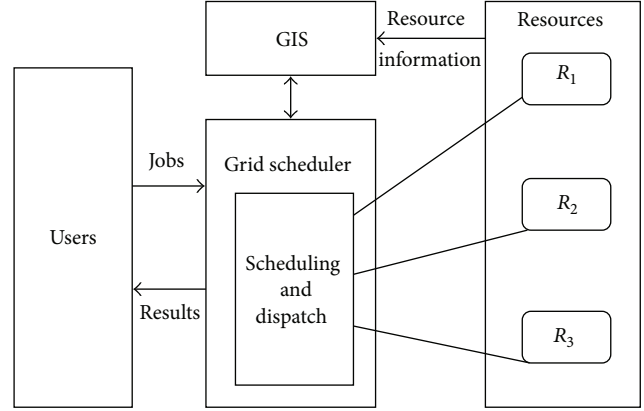 GIS
Resource
information
Resources
R1
R2
R3
Jobs
Grid scheduler
Users
Scheduling
and
dispatch
Results